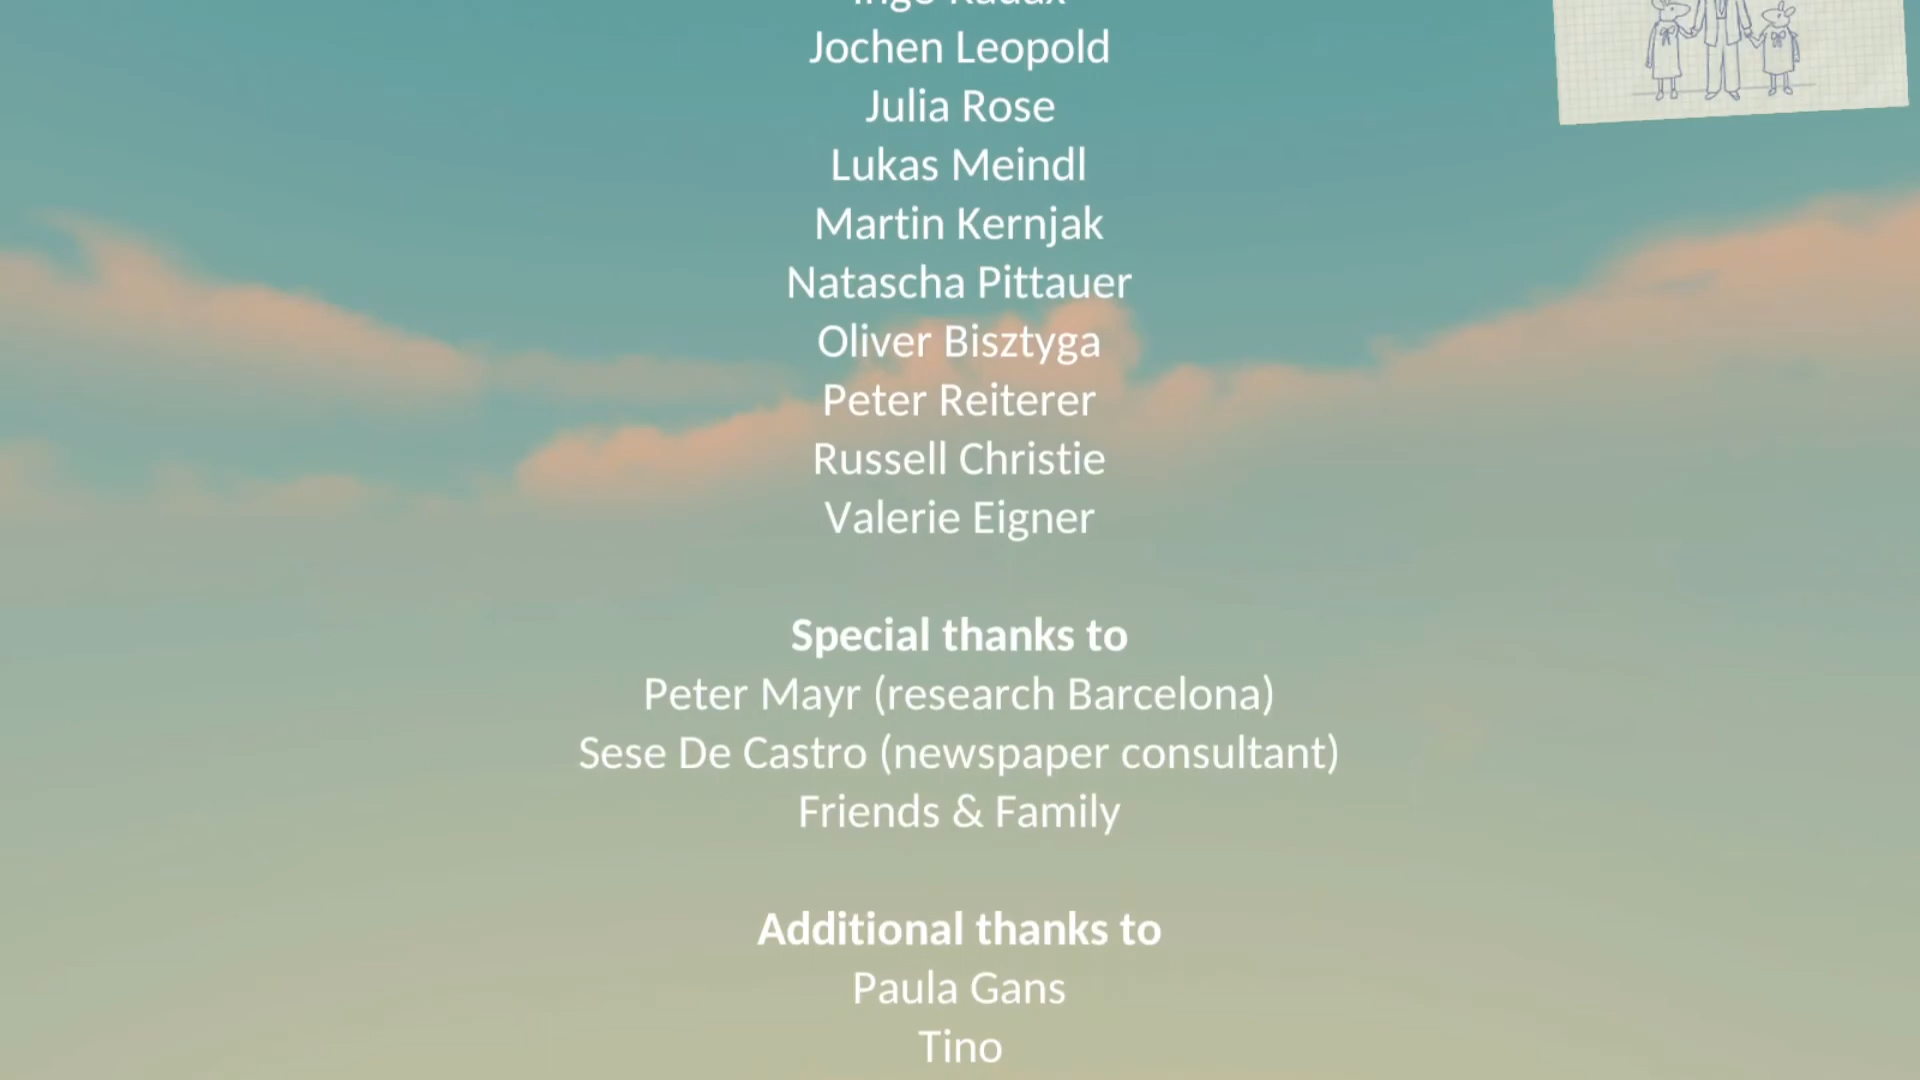 Jochen Leopold
Julia Rose
Lukas Meindl
Martin Kernjak
Natascha Pittauer
Oliver Bisztyga
Peter Reiterer
Russell Christie
Valerie Eigner
Special thanks to
Peter Mayr (research Barcelona)
Sese De Castro (newspaper consultant)
Friends & Family
Additional thanks to
Paula Gans
Tino